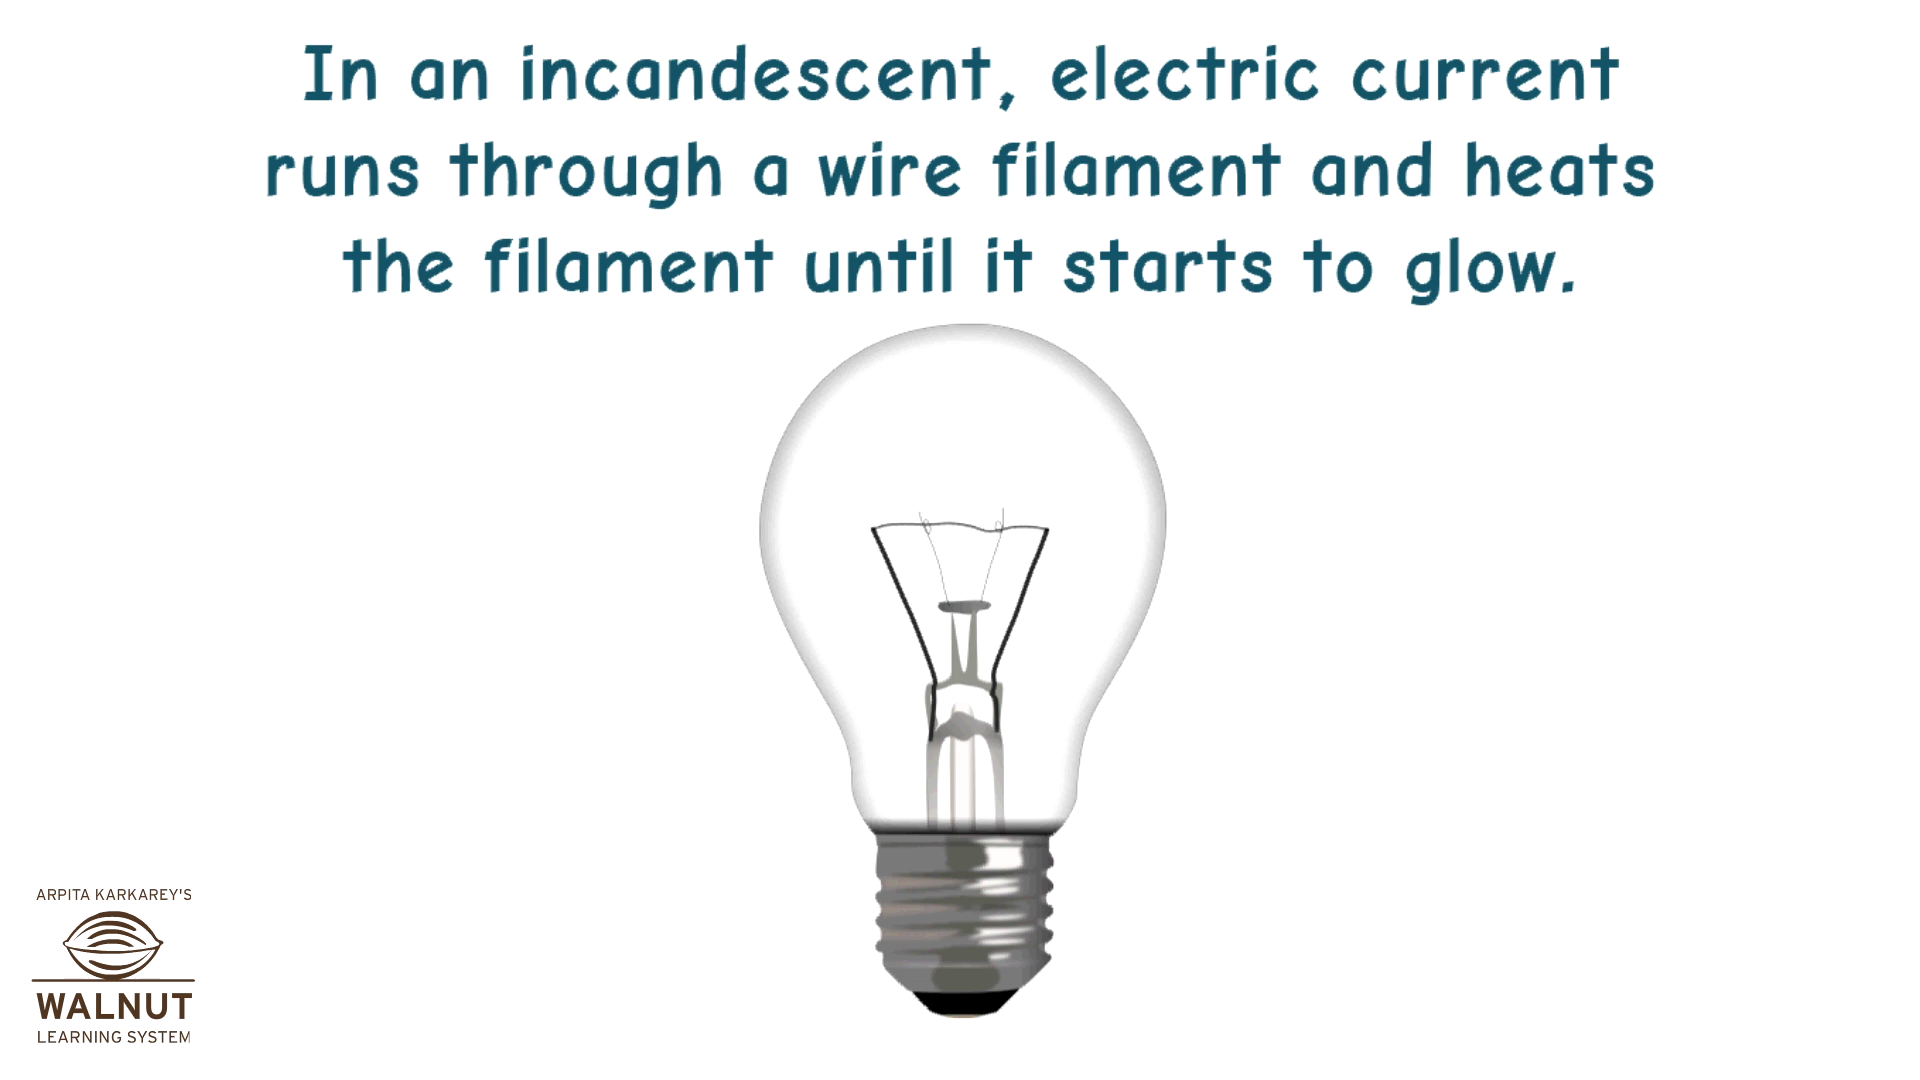 In an incandescent, electric current
runs through a wire filament and heats
the filament until it starts to glow.
ARPITA KARKAREY'S
WALNUT
LEARNING SYSTEM